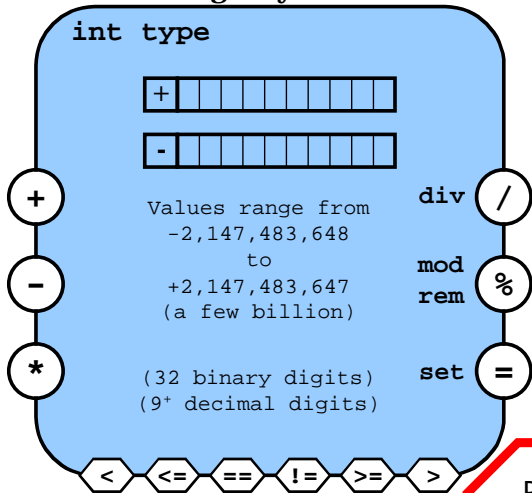 int type
+
-
Values range from
-2,147,483,648
to
+2,147,483,647
(a few billion)
(32 binary digits)
(9⁺ decimal digits)
+
-
*
div /
mod
rem %
set =
< <= == != >= >